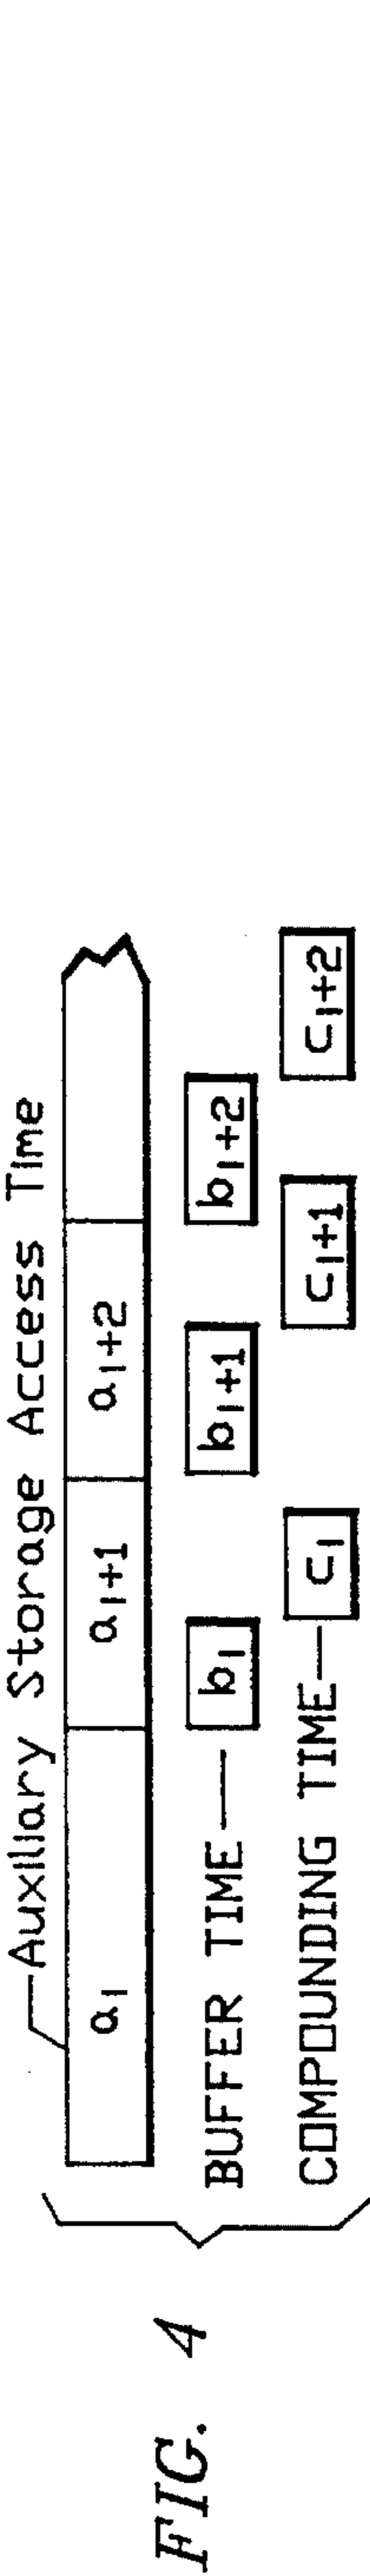 Auxiliary Storage Access Time
a₁ a₁+1 a₁+2
BUFFER TIME b₁ b₁+1 b₁+2
COMPOUNDING TIME c₁ c₁+1 c₁+2
FIG. 4